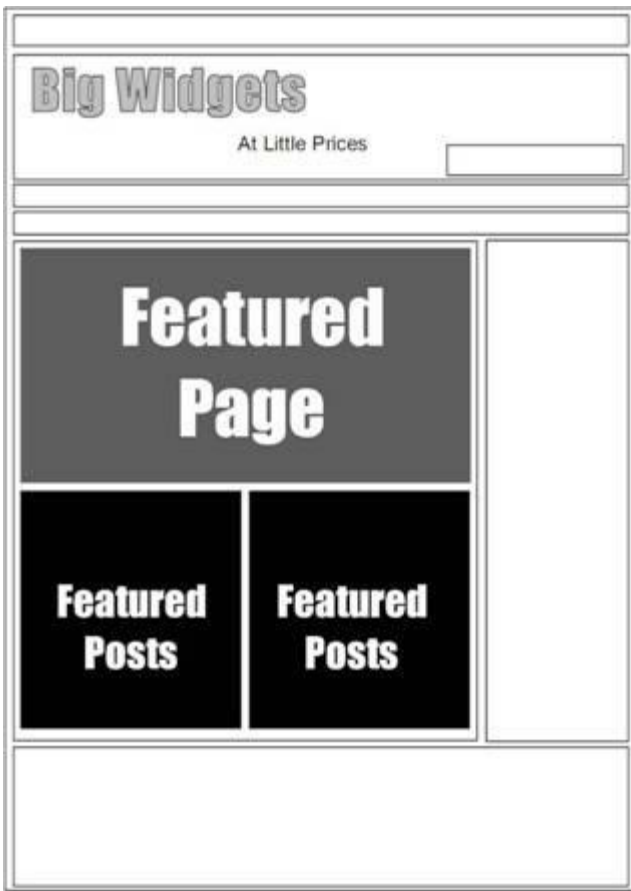 Big Widgets
At Little Prices
Featured
Page
Featured
Posts
Featured
Posts